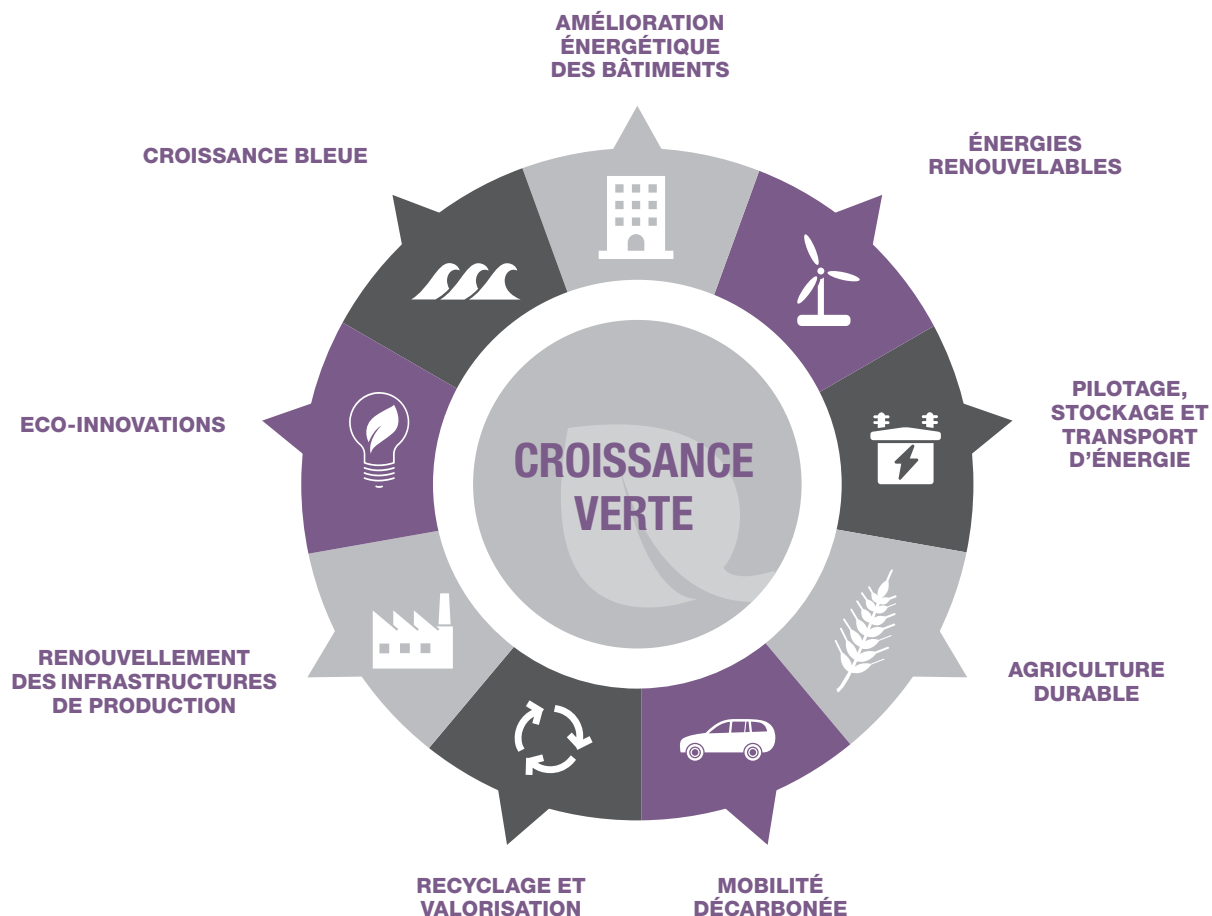 AMÉLIORATION
ÉNERGÉTIQUE
DES BÂTIMENTS
ÉNERGIES
RENOUVELABLES
PILOTAGE,
STOCKAGE ET
TRANSPORT
D’ÉNERGIE
AGRICULTURE
DURABLE
MOBILITÉ
DÉCARBONÉE
RECYCLAGE ET
VALORISATION
RENOUVELLEMENT
DES INFRASTRUCTURES
DE PRODUCTION
ECO-INNOVATIONS
CROISSANCE BLEUE
CROISSANCE
VERTE